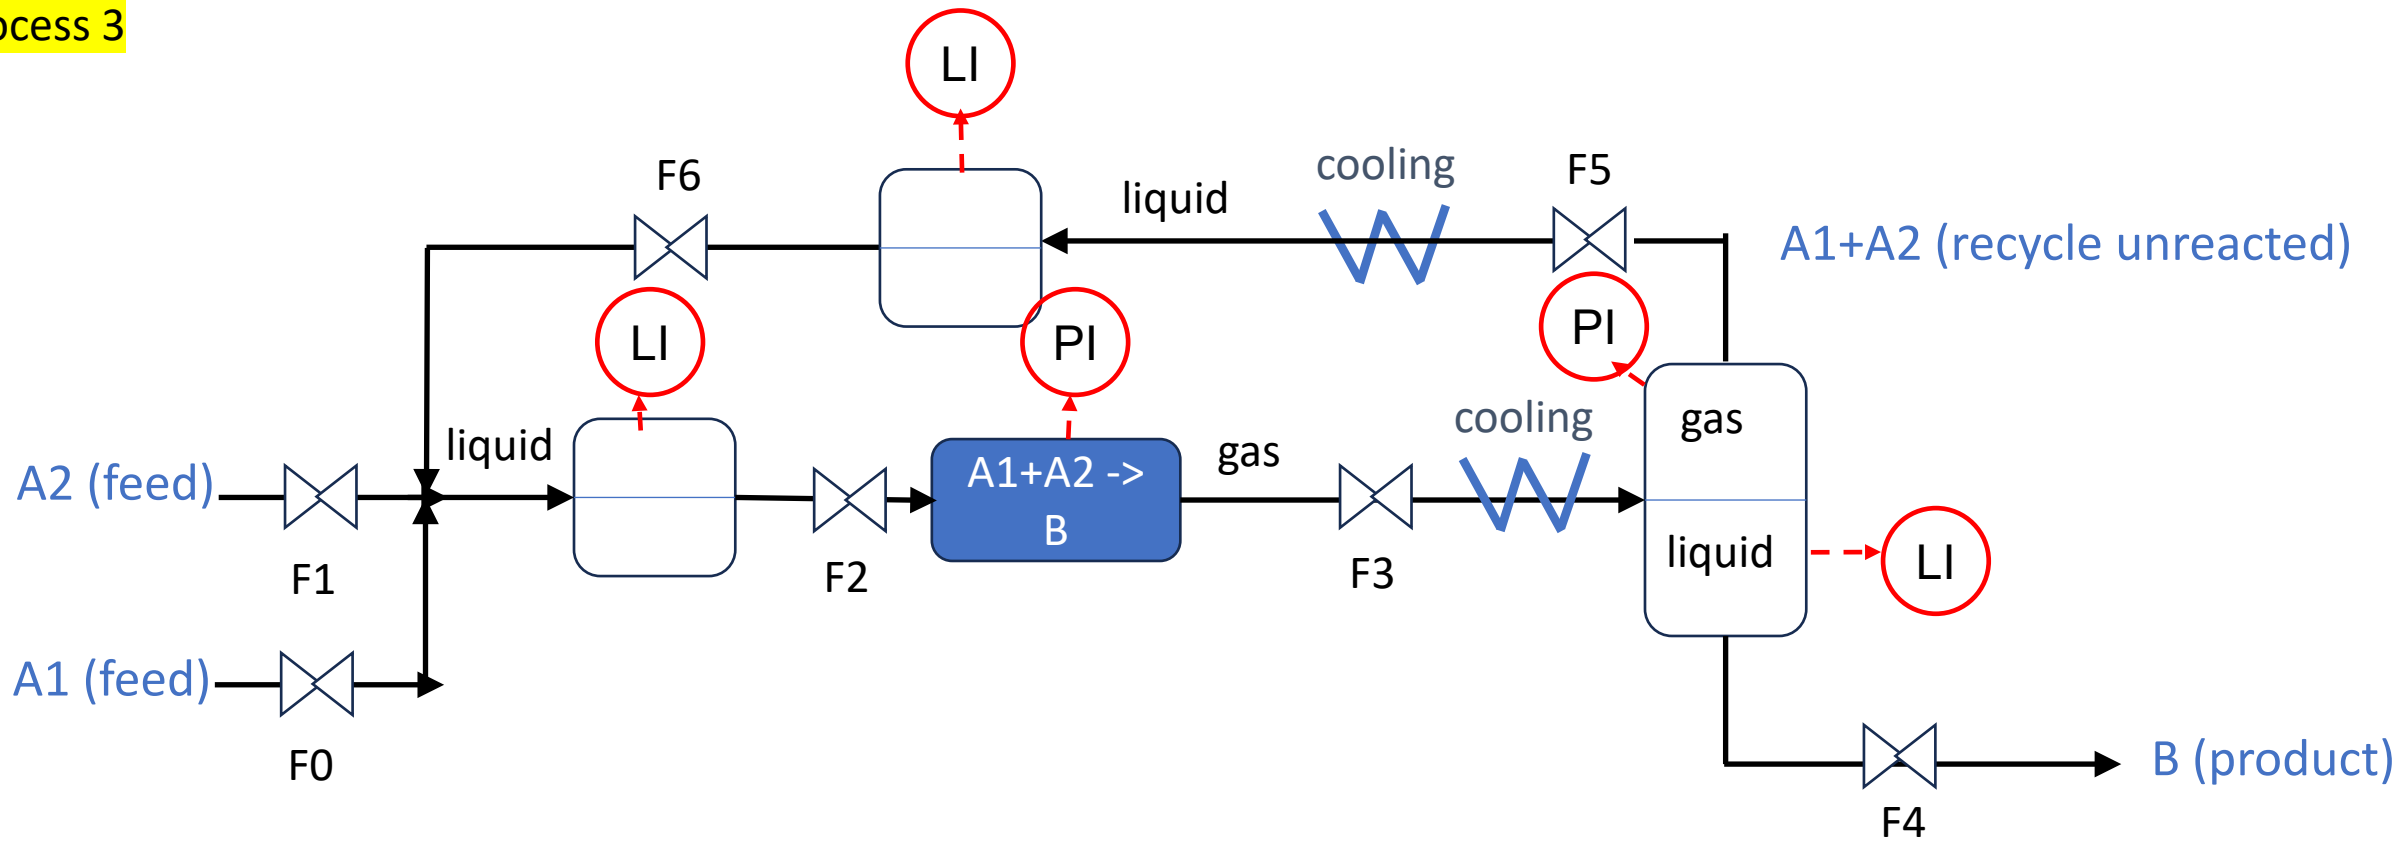 ocess 3
LI
F6
liquid
cooling
F5
A1+A2 (recycle unreacted)
LI
PI
PI
A2 (feed)
liquid
A1+A2 ->
B
gas
cooling
gas
liquid
LI
F1
F2
F3
A1 (feed)
F0
B (product)
F4